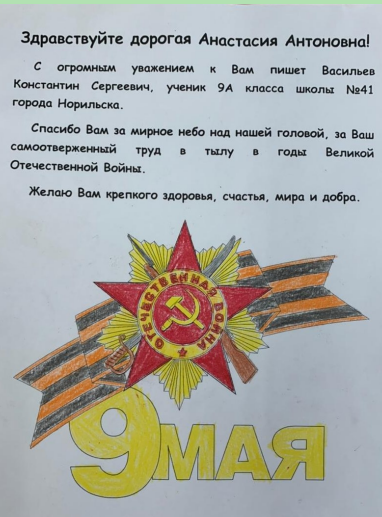 Здравствуйте дорогая Анастасия Антоновна!
С огромным уважением к Вам пишет Васильев
Константин Сергеевич, ученик 9А класса школы №41
города Норильска.
Спасибо Вам за мирное небо над нашей головой, за Ваш
самоотверженный труд в тылу в годы Великой
Отечественной Войны.
Желаю Вам крепкого здоровья, счастья, мира и добра.
ОТЕЧЕСТВЕННАЯ ВОЙНА
9 МАЯ